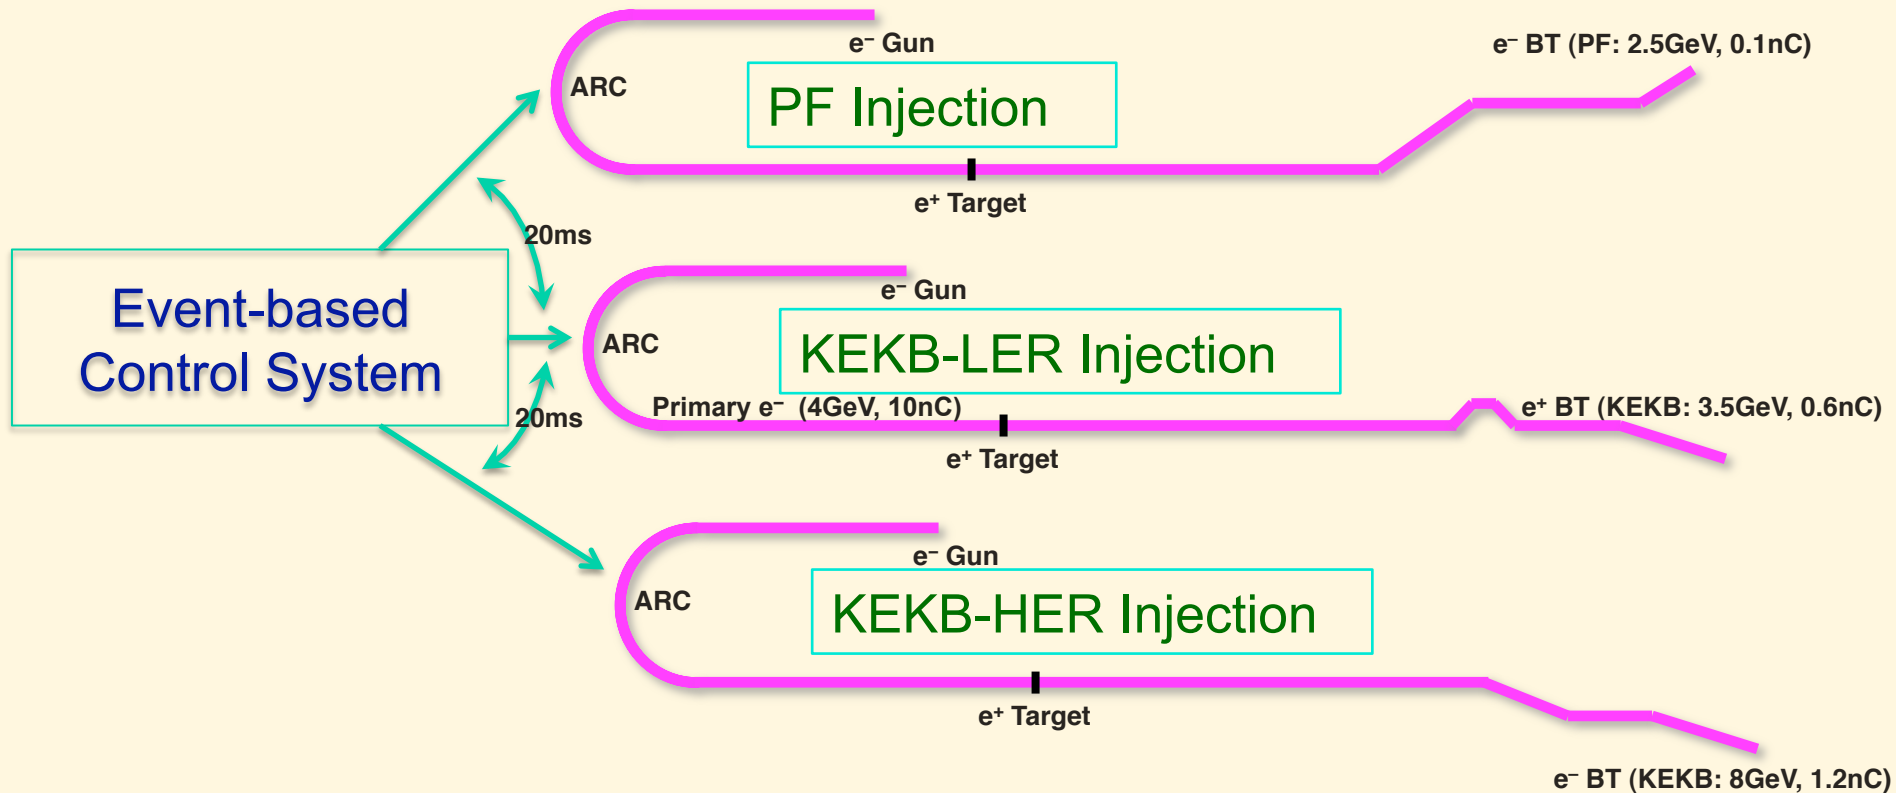 e⁻ Gun
e⁻ BT (PF: 2.5GeV, 0.1nC)
ARC
PF Injection
e⁺ Target
20ms
Event-based
Control System
e⁻ Gun
ARC
KEKB-LER Injection
Primary e⁻ (4GeV, 10nC)
e⁺ BT (KEKB: 3.5GeV, 0.6nC)
20ms
e⁺ Target
e⁻ Gun
ARC
KEKB-HER Injection
e⁺ Target
e⁻ BT (KEKB: 8GeV, 1.2nC)